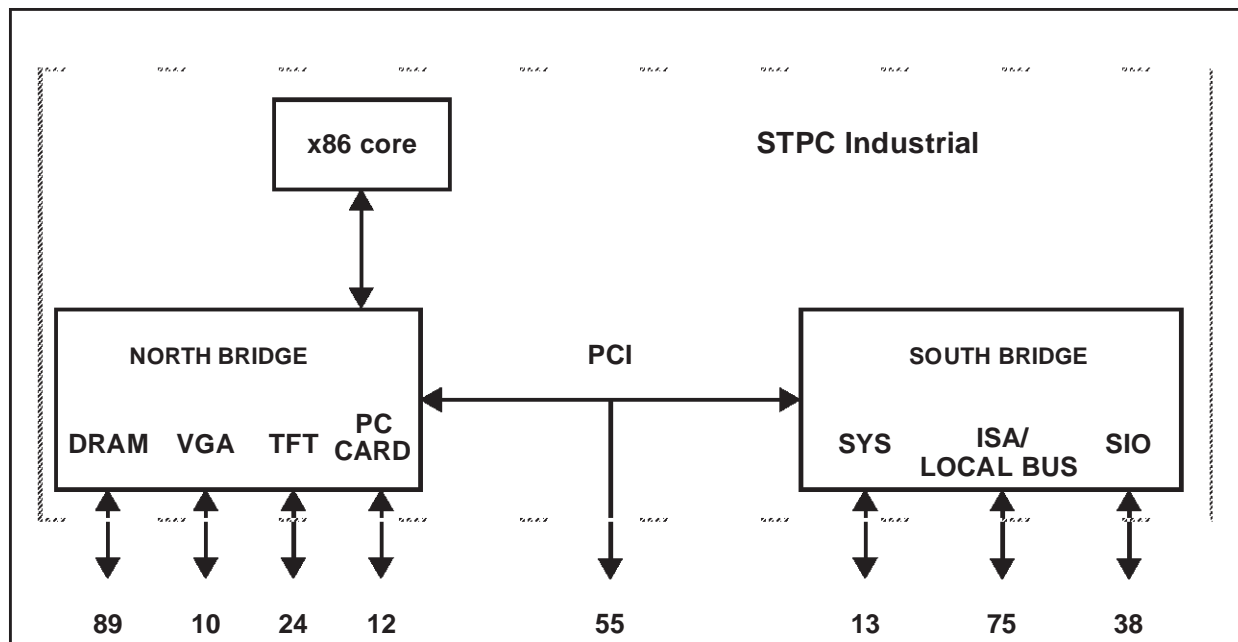 x86 core
STPC Industrial
NORTH BRIDGE
PCI
SOUTH BRIDGE
DRAM
VGA
TFT
PC
CARD
SYS
ISA/
LOCAL BUS
SIO
89
10
24
12
55
13
75
38